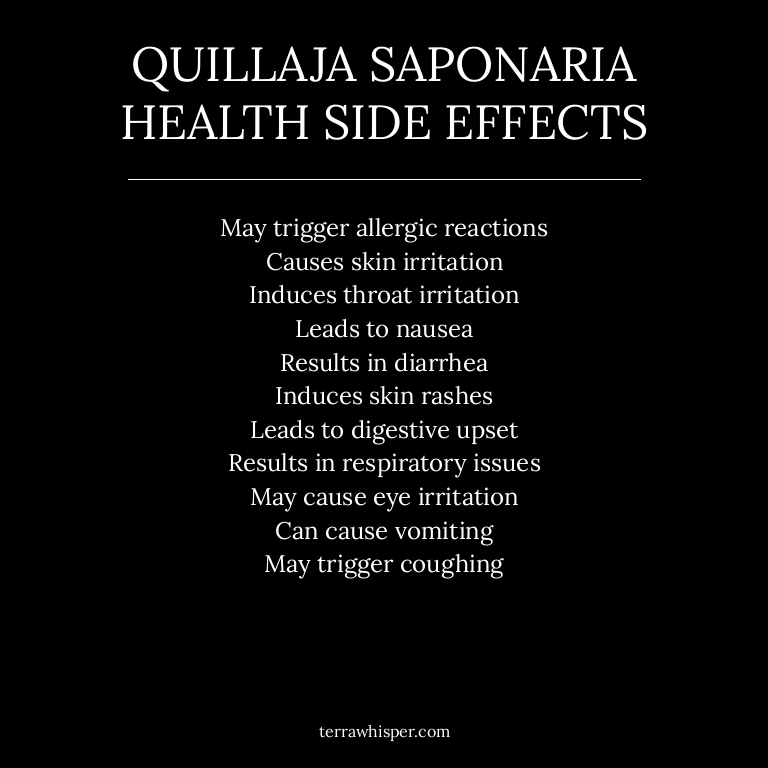 QUILLAJA SAPONARIA
HEALTH SIDE EFFECTS
May trigger allergic reactions
Causes skin irritation
Induces throat irritation
Leads to nausea
Results in diarrhea
Induces skin rashes
Leads to digestive upset
Results in respiratory issues
May cause eye irritation
Can cause vomiting
May trigger coughing
terrawhisper.com